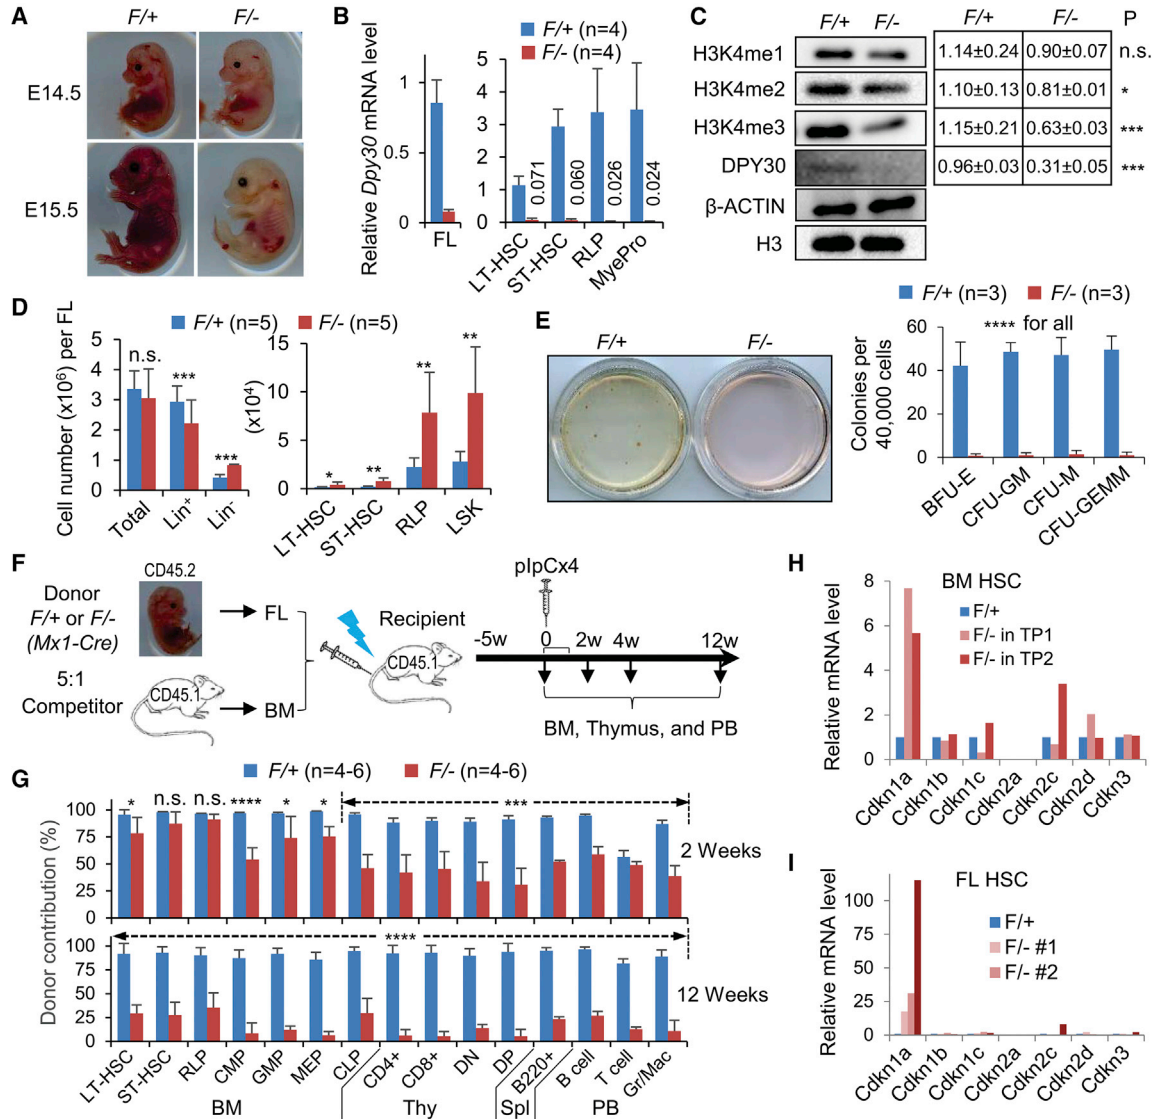 A
F/+ F/-
E14.5
E15.5
B
F/+ (n=4)
F/- (n=4)
Relative Dpy30 mRNA level
1
0.5
0
FL
5
4
3
2
1
0
0.071
0.060
0.026
0.024
LT-HSC
ST-HSC
RLP
MyePro
C
F/+ F/- F/+ F/- P
H3K4me1 1.14±0.24 0.90±0.07 n.s.
H3K4me2 1.10±0.13 0.81±0.01 *
H3K4me3 1.15±0.21 0.63±0.03 ***
DPY30 0.96±0.03 0.31±0.05 ***
β-ACTIN
H3
D
F/+ (n=5) F/- (n=5)
Cell number (x10⁶) per FL
5
4
3
2
1
0
n.s.
***
***
Total
Lin⁺
Lin⁻
(x10⁴)
15
10
5
0
*
**
**
**
LT-HSC
ST-HSC
RLP
LSK
E
F/+ F/-
F/+ (n=3) F/- (n=3)
**** for all
Colonies per
40,000 cells
60
40
20
0
BFU-E
CFU-GM
CFU-M
CFU-GEMM
F
CD45.2
Donor
F/+ or F/-
(Mx1-Cre)
FL
5:1
Competitor
CD45.1
BM
Recipient
CD45.1
pIpCx4
-5w 0 2w 4w 12w
BM, Thymus, and PB
G
F/+ (n=4-6) F/- (n=4-6)
Donor contribution (%)
100
75
50
25
0
* n.s. n.s. **** * * ***
2 Weeks
100
75
50
25
0
****
12 Weeks
LT-HSC
ST-HSC
RLP
CMP
GMP
MEP
CLP
CD4+
CD8+
DN
DP
B220+
B cell
T cell
Gr/Mac
BM Thy Spl PB
H
BM HSC
Relative mRNA level
8
6
4
2
0
F/+
F/- in TP1
F/- in TP2
Cdkn1a
Cdkn1b
Cdkn1c
Cdkn2a
Cdkn2c
Cdkn2d
Cdkn3
I
FL HSC
Relative mRNA level
100
50
0
F/+
F/- #1
F/- #2
Cdkn1a
Cdkn1b
Cdkn1c
Cdkn2a
Cdkn2c
Cdkn2d
Cdkn3